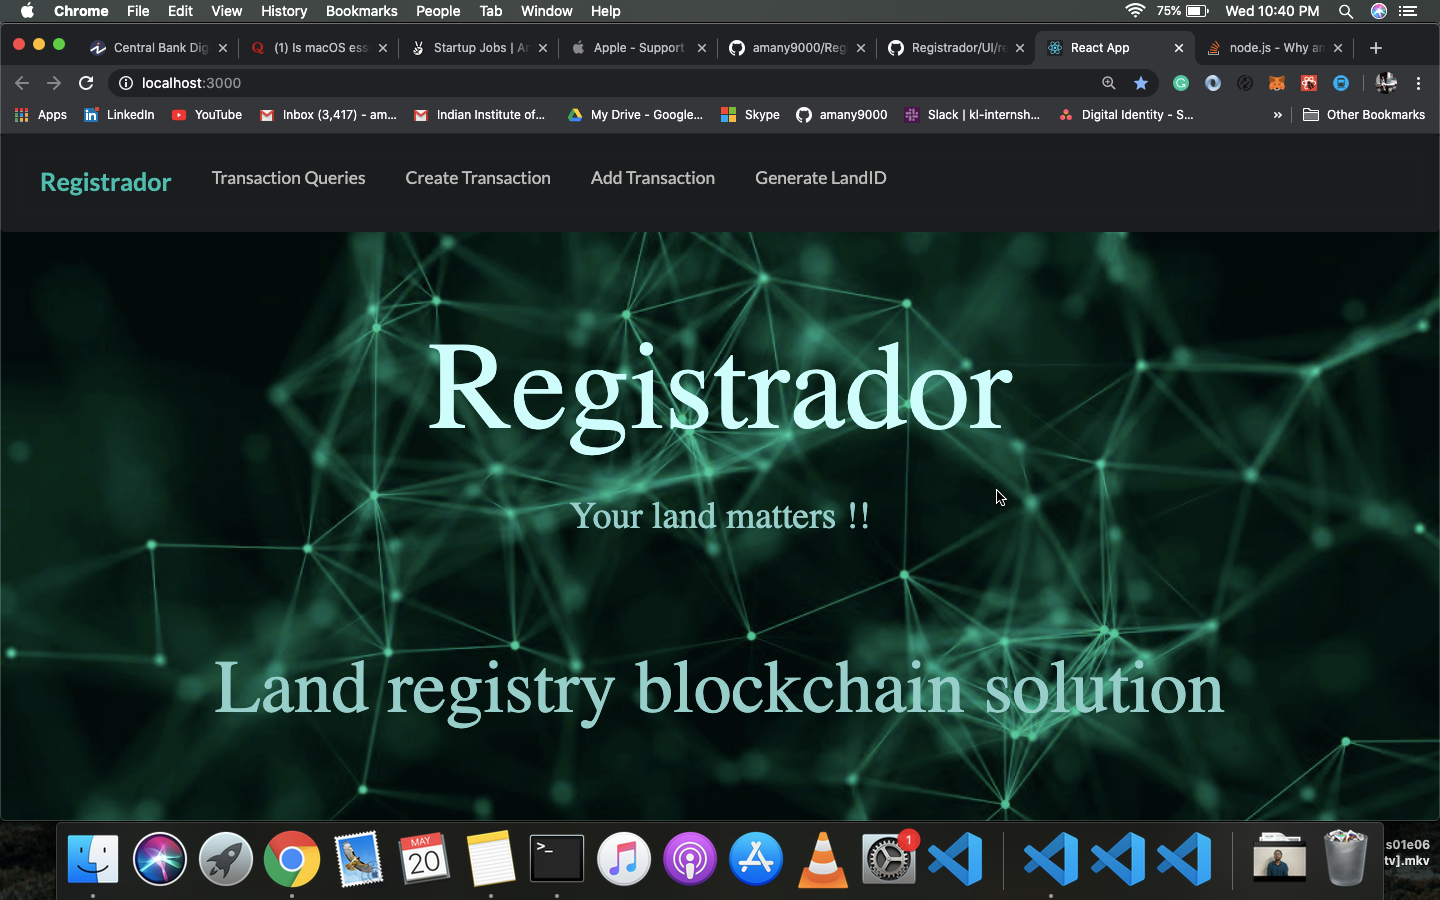 Chrome File Edit View History Bookmarks People Tab Window Help 75% Wed 10:40 PM
Central Bank Dig (1) Is macOS ess Startup Jobs | A Apple - Support amany9000/Reg Registrador/UI/re React App node.js - Why an
localhost:3000
Apps LinkedIn YouTube Inbox (3,417) - am... Indian Institute of... My Drive - Google... Skype amany9000 Slack | kl-internsh... Digital Identity - S... » Other Bookmarks
Registrador Transaction Queries Create Transaction Add Transaction Generate LandID
Registrador
Your land matters !!
Land registry blockchain solution
MAY
20
>_
1
s01e06
tv].mkv